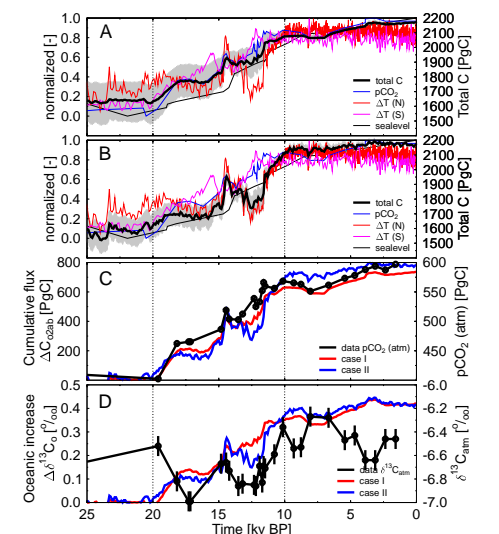 A
normalized [-]
1.0
0.8
0.6
0.4
0.2
0.0
2200
2100
2000
1900
1800
1700
1600
1500
Total C [PgC]
total C
pCO2
ΔT (N)
ΔT (S)
sealevel
B
normalized [-]
1.0
0.8
0.6
0.4
0.2
0.0
2200
2100
2000
1900
1800
1700
1600
1500
Total C [PgC]
total C
pCO2
ΔT (N)
ΔT (S)
sealevel
C
Cumulative flux
ΔCo2ab [PgC]
800
600
400
200
600
550
500
450
pCO2 (atm) [PgC]
data pCO2 (atm)
case I
case II
D
Oceanic increase
Δδ13Co [o/oo]
0.5
0.4
0.3
0.2
0.1
0.0
-6.0
-6.2
-6.4
-6.6
-6.8
-7.0
δ13Catm [o/oo]
data δ13Catm
case I
case II
25 20 15 10 5 0
Time [ky BP]